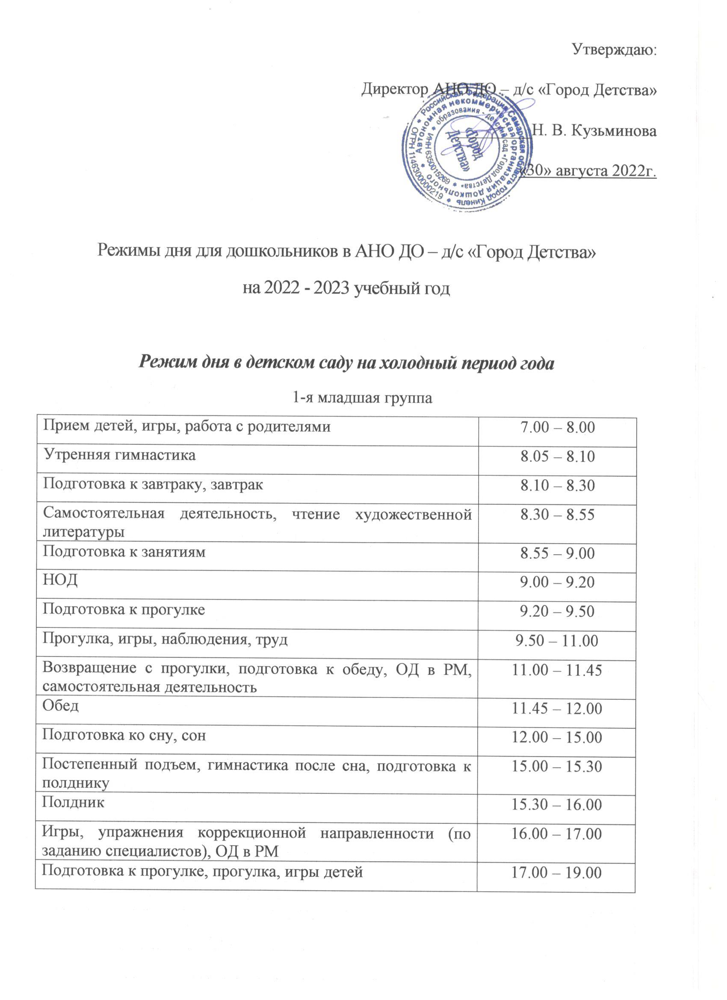 Утверждаю:
Директор АНО ДО – д/с «Город Детства»
Н. В. Кузьминова
«30» августа 2022г.
* Российская Федерация Самарская область город Кинель * ОГРН 1146300000219
* Автономная некоммерческая организация дошкольного
* образования - детский сад «Город Детства» * ИНН 6350015269
«Город
Детства»
Режимы дня для дошкольников в АНО ДО – д/с «Город Детства»
на 2022 - 2023 учебный год
Режим дня в детском саду на холодный период года
1-я младшая группа
Прием детей, игры, работа с родителями 7.00 – 8.00
Утренняя гимнастика 8.05 – 8.10
Подготовка к завтраку, завтрак 8.10 – 8.30
Самостоятельная деятельность, чтение художественной 8.30 – 8.55
литературы
Подготовка к занятиям 8.55 – 9.00
НОД 9.00 – 9.20
Подготовка к прогулке 9.20 – 9.50
Прогулка, игры, наблюдения, труд 9.50 – 11.00
Возвращение с прогулки, подготовка к обеду, ОД в РМ, 11.00 – 11.45
самостоятельная деятельность
Обед 11.45 – 12.00
Подготовка ко сну, сон 12.00 – 15.00
Постепенный подъем, гимнастика после сна, подготовка к 15.00 – 15.30
полднику
Полдник 15.30 – 16.00
Игры, упражнения коррекционной направленности (по 16.00 – 17.00
заданию специалистов), ОД в РМ
Подготовка к прогулке, прогулка, игры детей 17.00 – 19.00